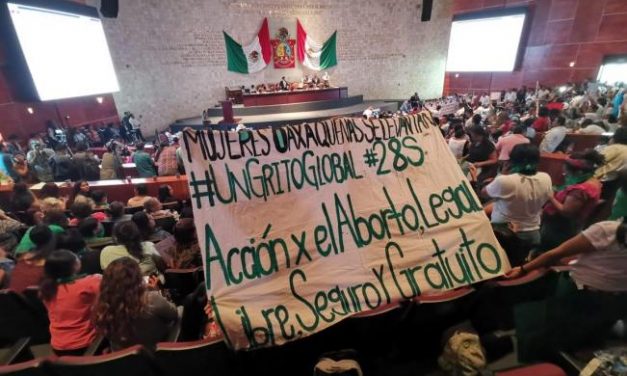 MUJERES OAXAQUEÑAS SE LEVANTAN
#UNGRITOGLOBAL #28S
Acción x el Aborto, Legal
Libre, Seguro Y Gratuito